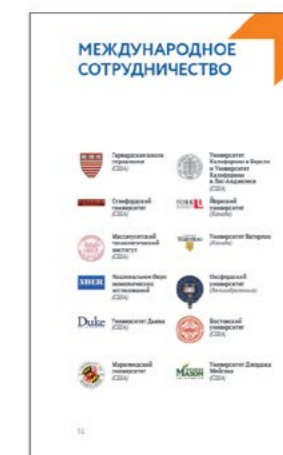 МЕЖДУНАРОДНОЕ
СОТРУДНИЧЕСТВО
Гарвардская школа
управления
(США)
Стэнфордский
университет
(США)
Массачусетский
технологический
институт
(США)
NBER
Национальное бюро
экономических
исследований
(США)
Duke
Университет Дьюка
(США)
Мэрилендский
университет
(США)
Университет
Калифорнии в Беркли
и Университет
Калифорнии
в Лос-Анджелесе
(США)
YORK U
Йоркский
университет
(Канада)
Waterloo
Университет Ватерлоо
(Канада)
Оксфордский
университет
(Великобритания)
Бостонский
университет
(США)
MASON
Университет Джорджа
Мейсона
(США)
14